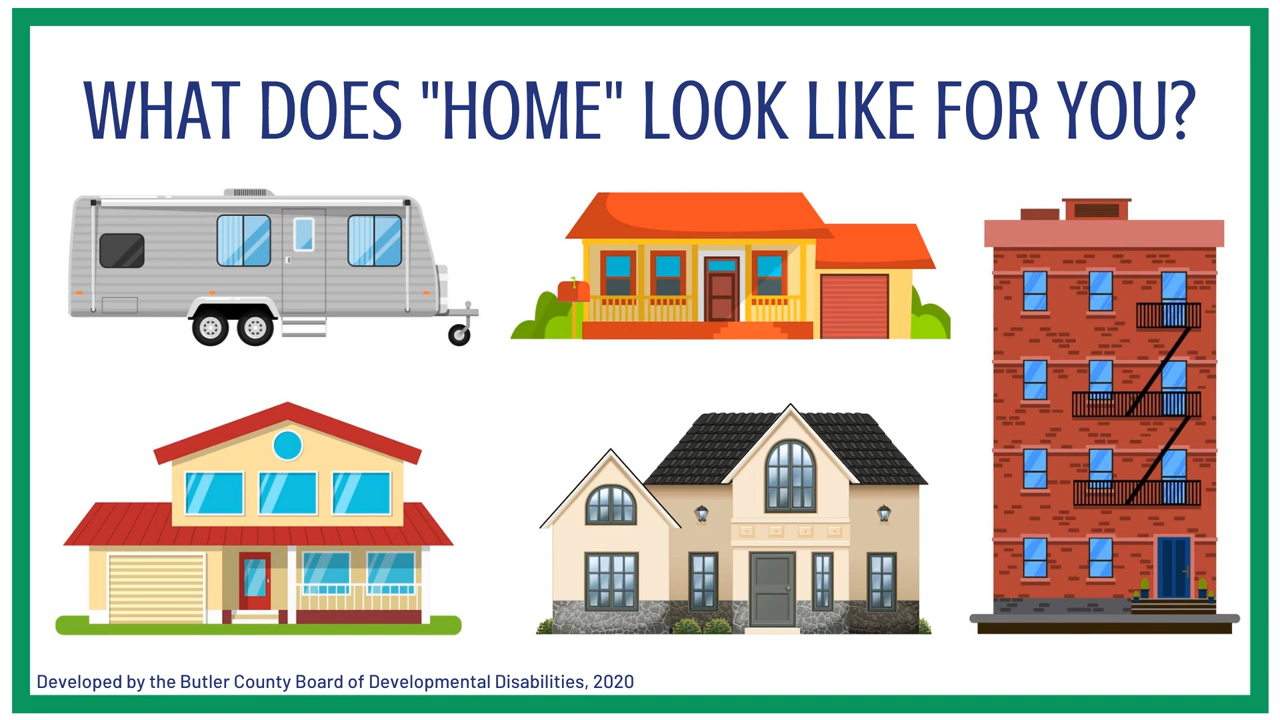 WHAT DOES "HOME" LOOK LIKE FOR YOU?
Developed by the Butler County Board of Developmental Disabilities, 2020